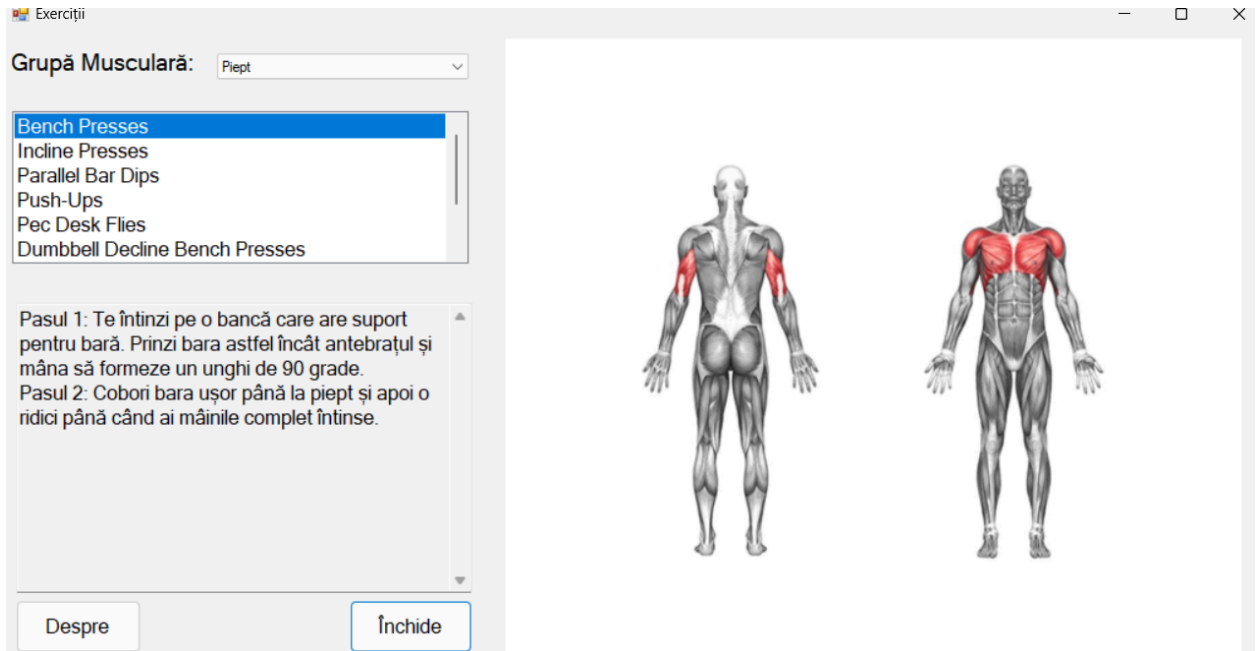 Exerciții
Grupă Musculară:
Piept
Bench Presses
Incline Presses
Parallel Bar Dips
Push-Ups
Pec Desk Flies
Dumbbell Decline Bench Presses
Pasul 1: Te întinzi pe o bancă care are suport
pentru bară. Prinzi bara astfel încât antebrațul și
mâna să formeze un unghi de 90 grade.
Pasul 2: Cobori bara ușor până la piept și apoi o
ridici până când ai mâinile complet întinse.
Despre
Închide